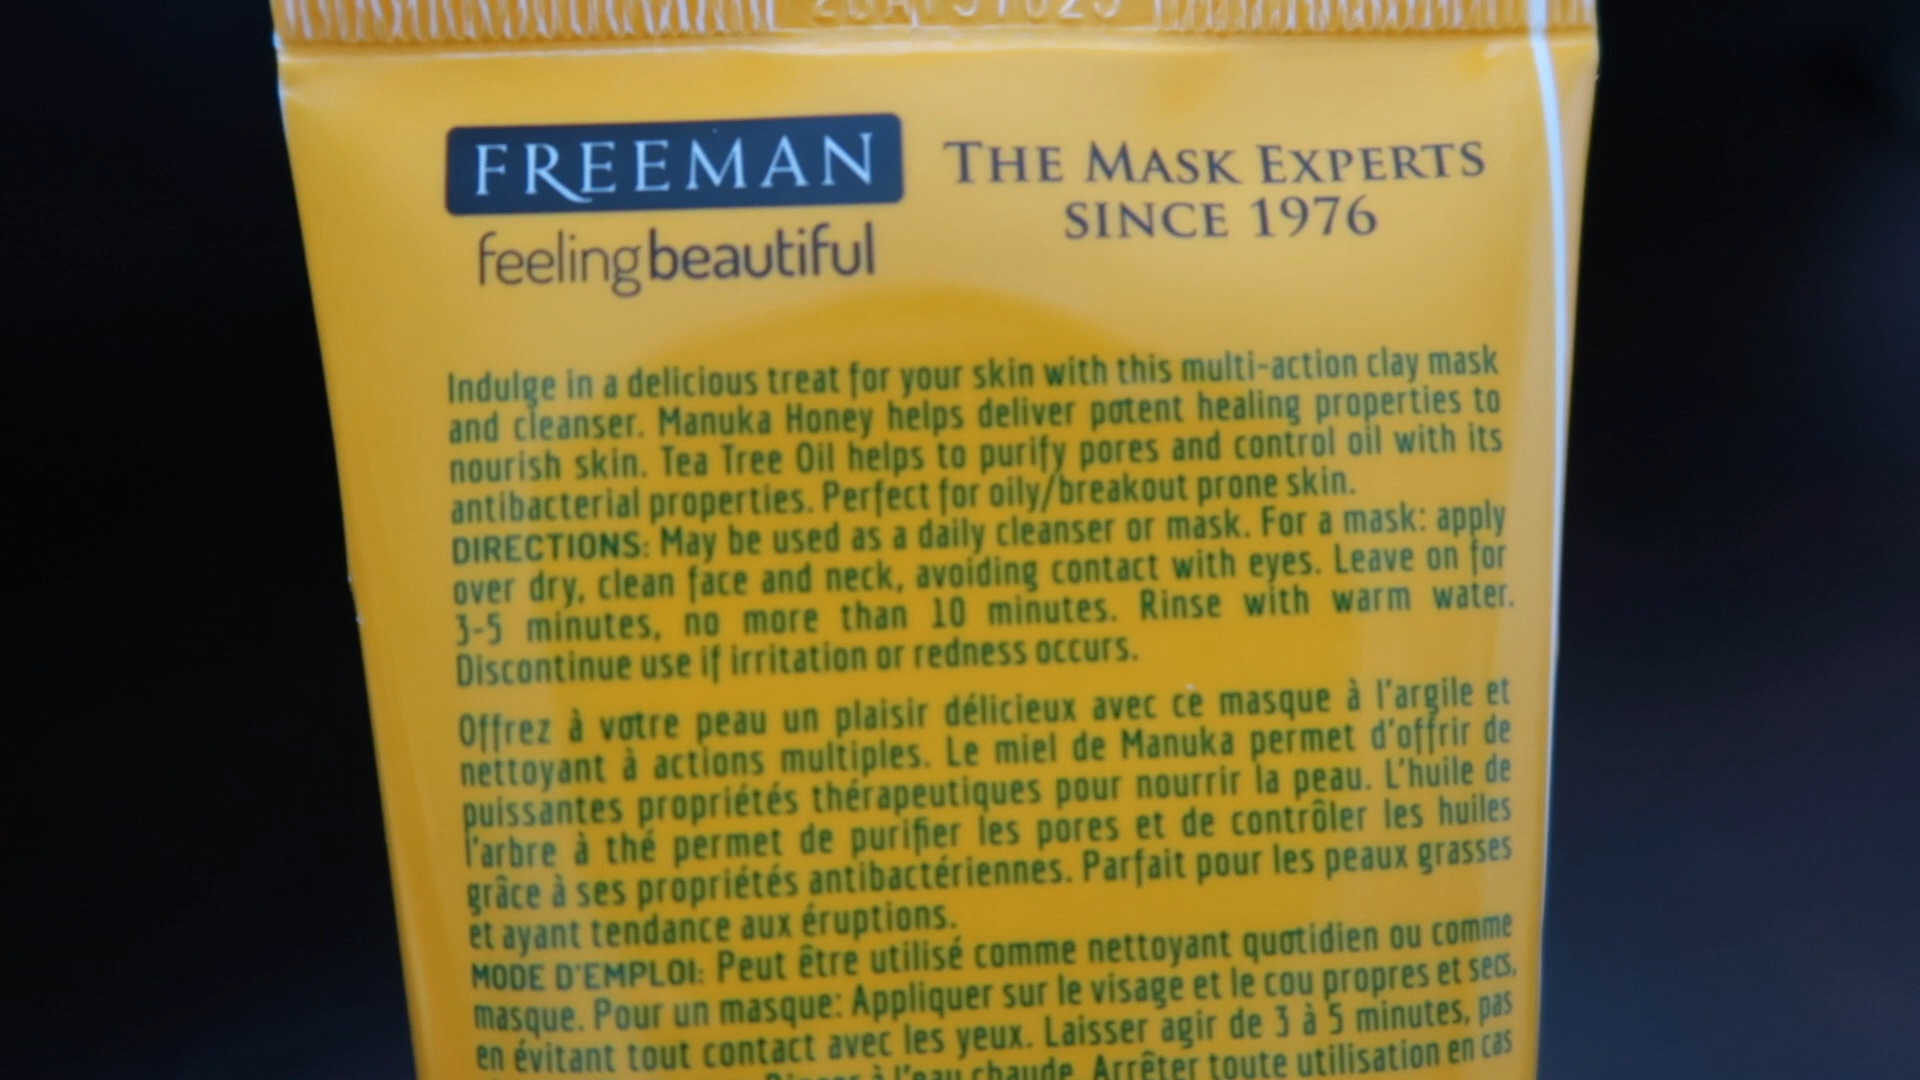 FREEMAN
feelingbeautiful
THE MASK EXPERTS
SINCE 1976
Indulge in a delicious treat for your skin with this multi-action clay mask
and cleanser. Manuka Honey helps deliver potent healing properties to
nourish skin. Tea Tree Oil helps to purify pores and control oil with its
antibacterial properties. Perfect for oily/breakout prone skin.
DIRECTIONS: May be used as a daily cleanser or mask. For a mask: apply
over dry, clean face and neck, avoiding contact with eyes. Leave on for
3-5 minutes, no more than 10 minutes. Rinse with warm water.
Discontinue use if irritation or redness occurs.
Offrez à votre peau un plaisir délicieux avec ce masque à l'argile et
nettoyant à actions multiples. Le miel de Manuka permet d'offrir de
puissantes propriétés thérapeutiques pour nourrir la peau. L'huile de
l'arbre à thé permet de purifier les pores et de contrôler les huiles
grâce à ses propriétés antibactériennes. Parfait pour les peaux grasses
et ayant tendance aux éruptions.
MODE D'EMPLOI: Peut être utilisé comme nettoyant quotidien ou comme
masque. Pour un masque: Appliquer sur le visage et le cou propres et secs,
en évitant tout contact avec les yeux. Laisser agir de 3 à 5 minutes, pas
à l'eau chaude. Arrêter toute utilisation en cas